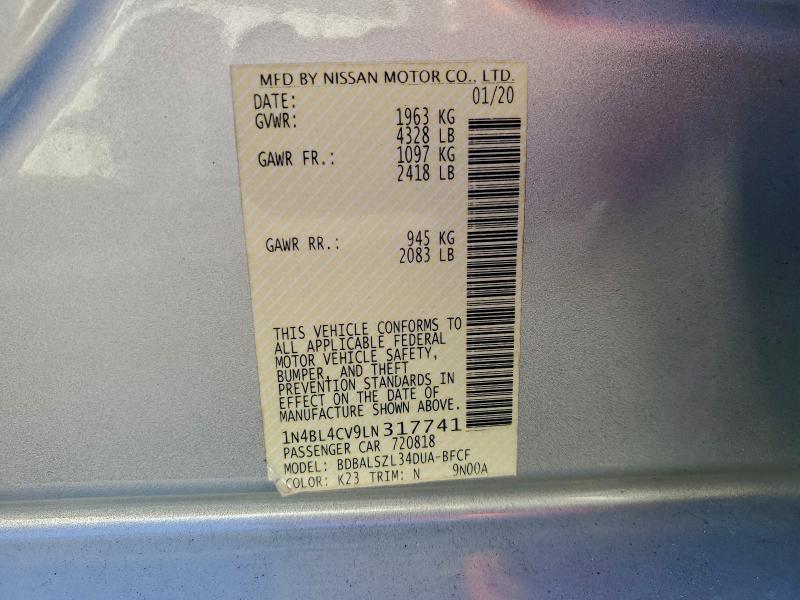 MFD BY NISSAN MOTOR CO., LTD.
DATE: 01/20
GVWR: 1963 KG
4328 LB
GAWR FR.: 1097 KG
2418 LB
GAWR RR.: 945 KG
2083 LB
THIS VEHICLE CONFORMS TO
ALL APPLICABLE FEDERAL
MOTOR VEHICLE SAFETY,
BUMPER, AND THEFT
PREVENTION STANDARDS IN
EFFECT ON THE DATE OF
MANUFACTURE SHOWN ABOVE.
1N4BL4CV9LN317741
PASSENGER CAR 720818
MODEL: BDBALSZL34DUA-BFCF
COLOR: K23 TRIM: N 9N00A